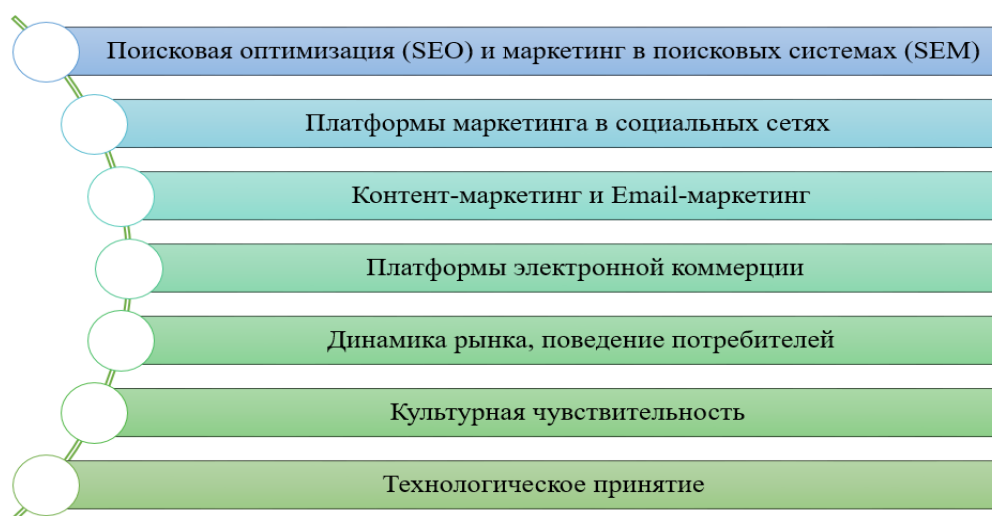 Поисковая оптимизация (SEO) и маркетинг в поисковых системах (SEM)
Платформы маркетинга в социальных сетях
Контент-маркетинг и Email-маркетинг
Платформы электронной коммерции
Динамика рынка, поведение потребителей
Культурная чувствительность
Технологическое принятие